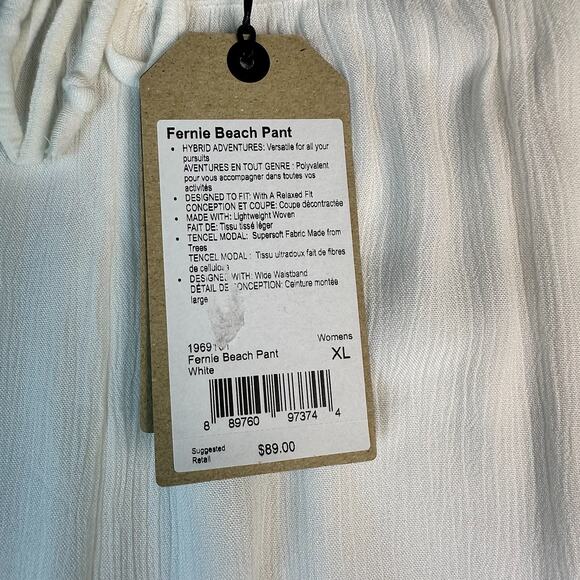 Fernie Beach Pant
• HYBRID ADVENTURES: Versatile for all your
pursuits
AVENTURES EN TOUT GENRE : Polyvalent
pour vous accompagner dans toutes vos
activités
• DESIGNED TO FIT: With A Relaxed Fit
CONCEPTION ET COUPE: Coupe décontractée
• MADE WITH: Lightweight Woven
FAIT DE: Tissu tissé léger
• TENCEL MODAL: Supersoft Fabric Made from
Trees
TENCEL MODAL : Tissu ultradoux fait de fibres
de cellulose
• DESIGNED WITH: Wide Waistband
DÉTAIL DE CONCEPTION: Ceinture montée
large
Womens
Fernie Beach Pant XL
White
8 89760 97374 4
Suggested
Retail $89.00